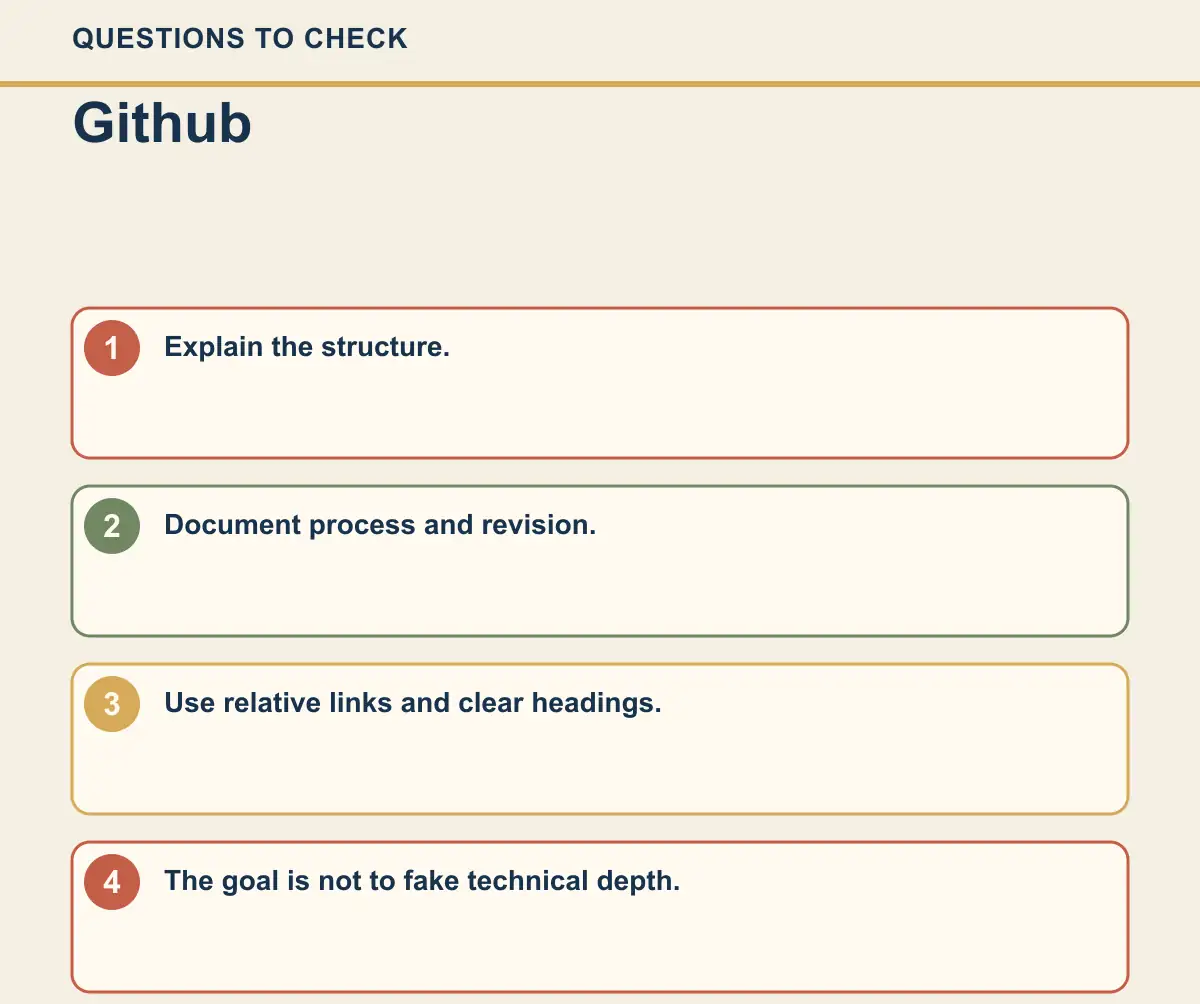 QUESTIONS TO CHECK
Github
1
Explain the structure.
2
Document process and revision.
3
Use relative links and clear headings.
4
The goal is not to fake technical depth.